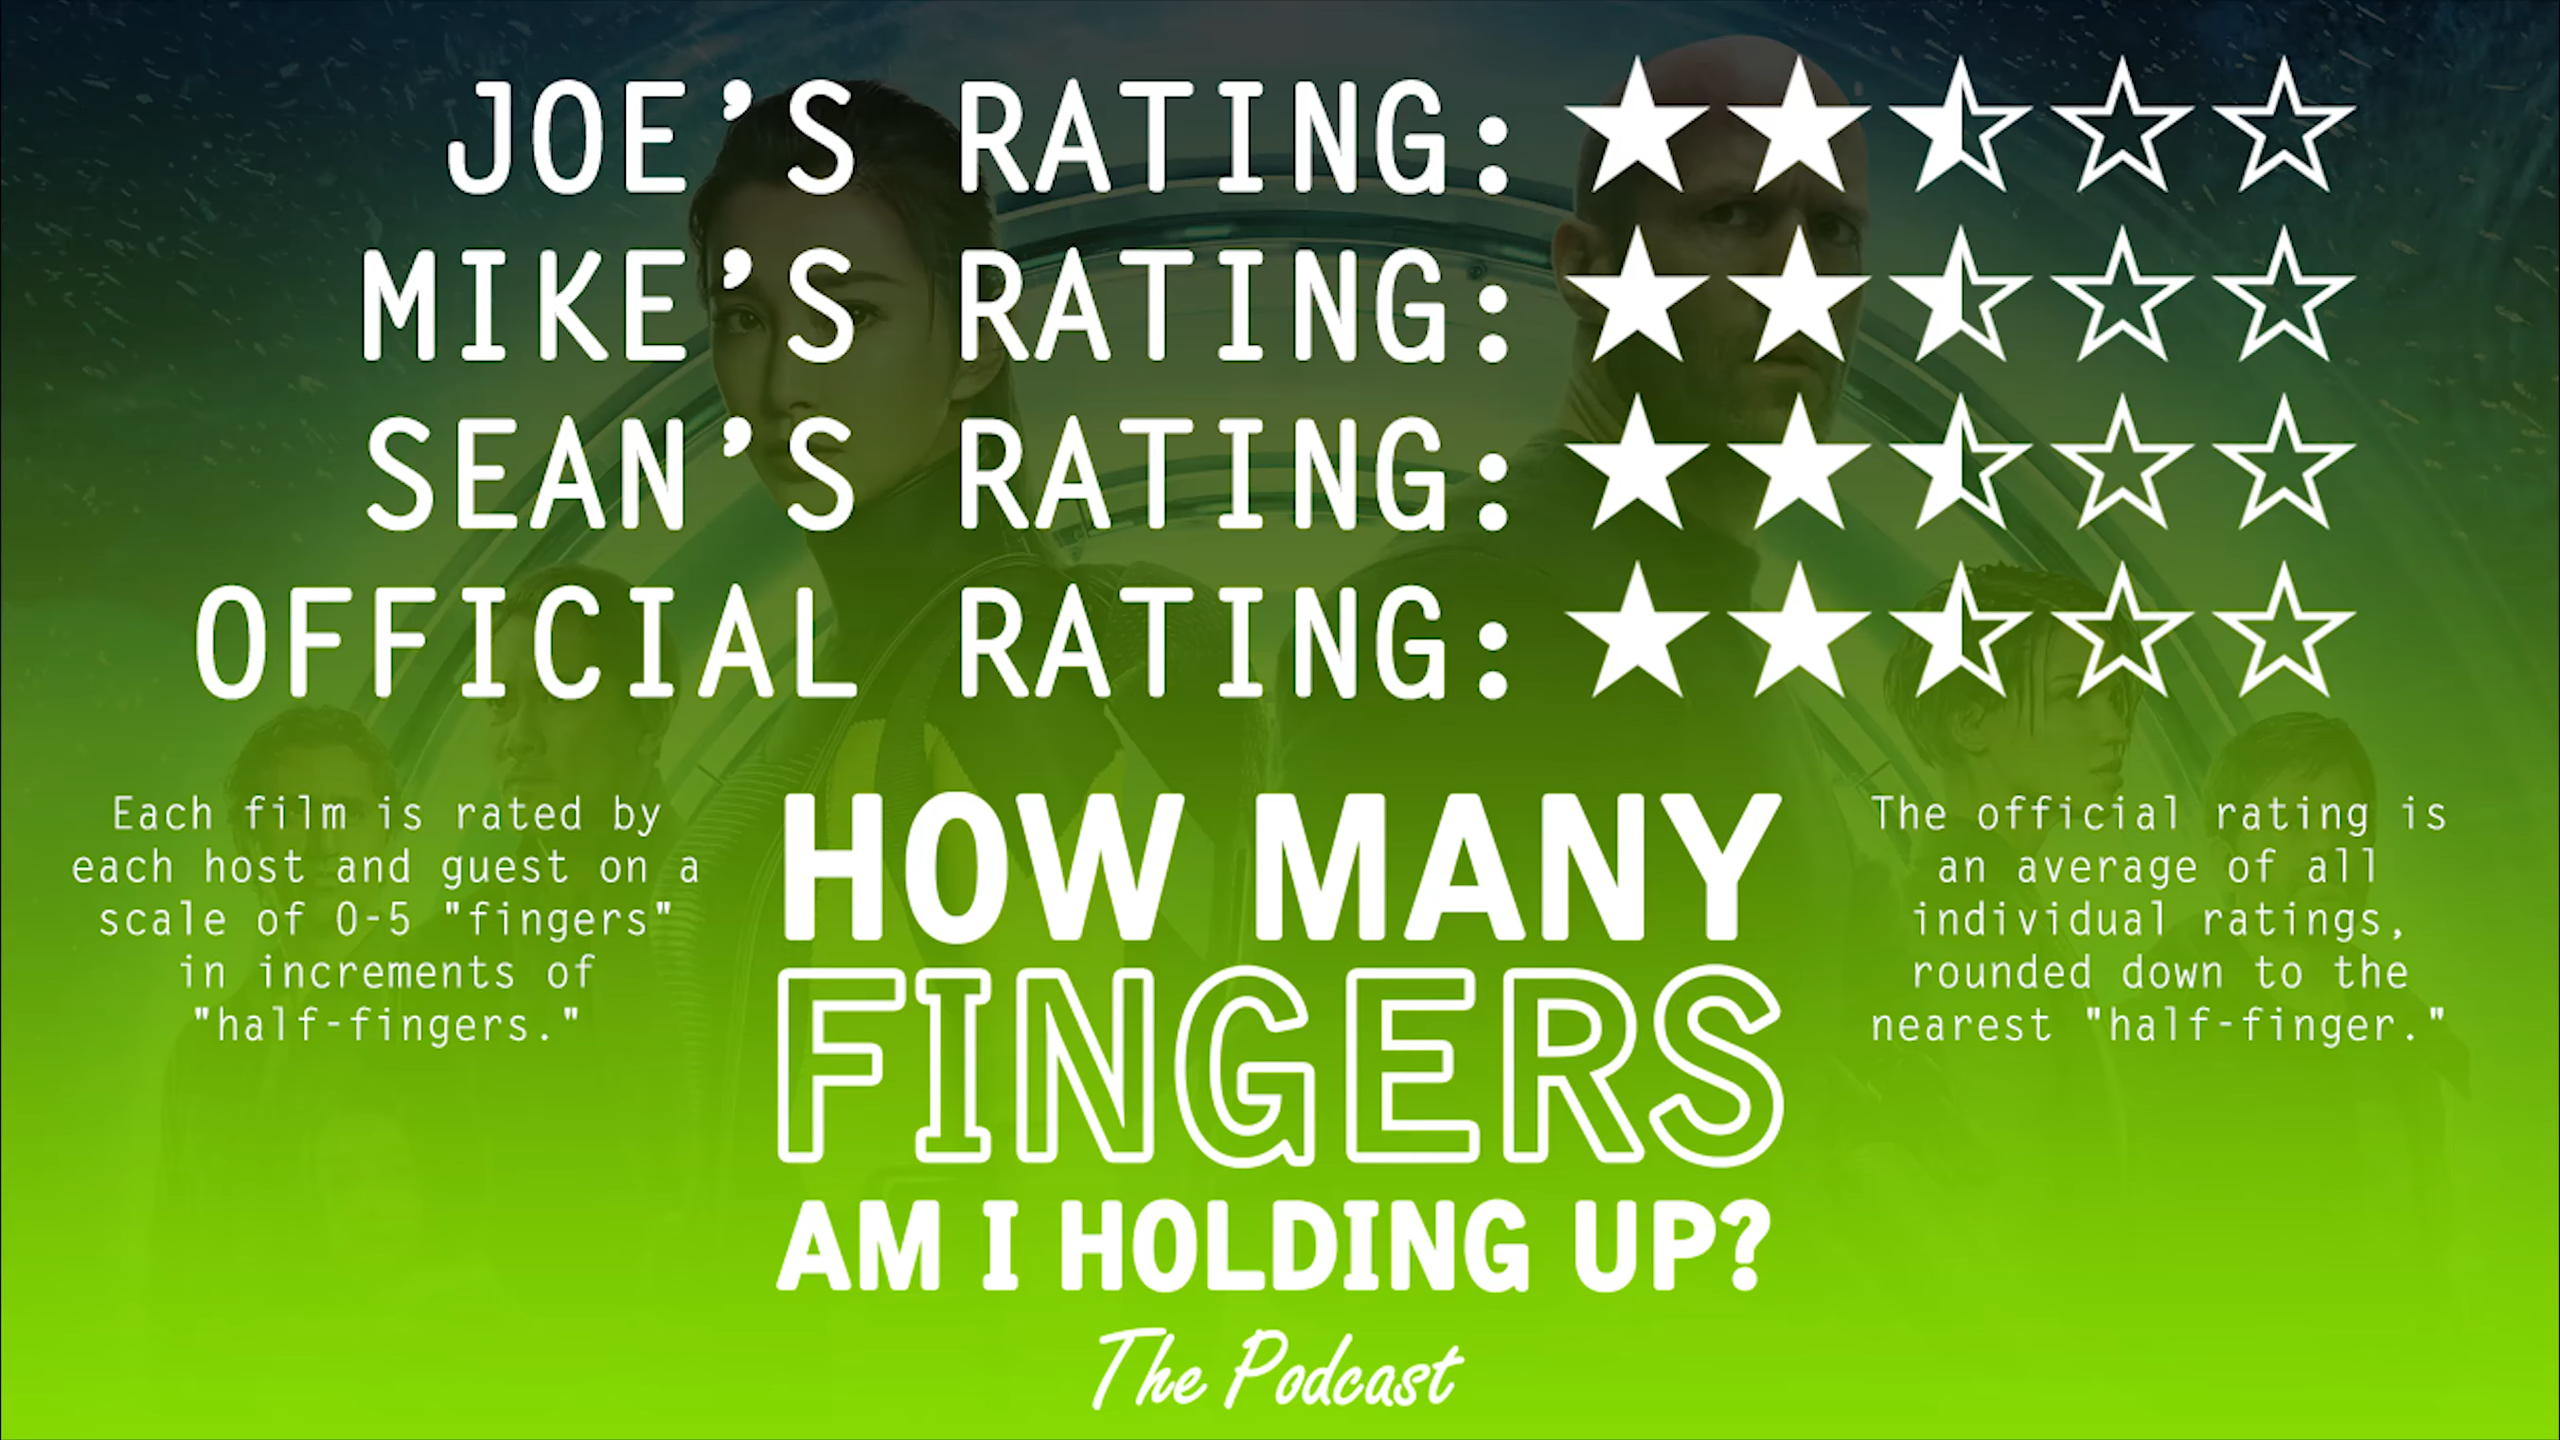 JOE'S RATING: ★★⯪☆☆
MIKE'S RATING: ★★⯪☆☆
SEAN'S RATING: ★★⯪☆☆
OFFICIAL RATING: ★★⯪☆☆
Each film is rated by
each host and guest on a
scale of 0-5 "fingers"
in increments of
"half-fingers."
HOW MANY
FINGERS
AM I HOLDING UP?
The Podcast
The official rating is
an average of all
individual ratings,
rounded down to the
nearest "half-finger."